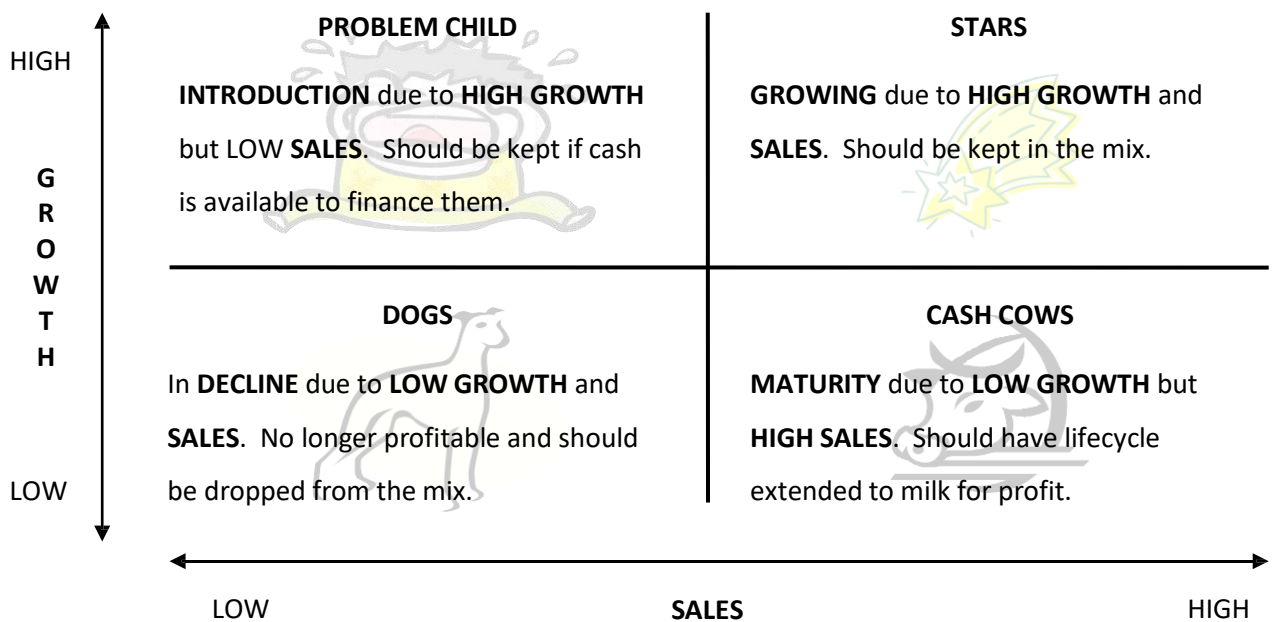 PROBLEM CHILD
INTRODUCTION due to HIGH GROWTH
but LOW SALES. Should be kept if cash
is available to finance them.
STARS
GROWING due to HIGH GROWTH and
SALES. Should be kept in the mix.
HIGH
G
R
O
W
T
H
LOW
DOGS
In DECLINE due to LOW GROWTH and
SALES. No longer profitable and should
be dropped from the mix.
CASH COWS
MATURITY due to LOW GROWTH but
HIGH SALES. Should have lifecycle
extended to milk for profit.
LOW
SALES
HIGH